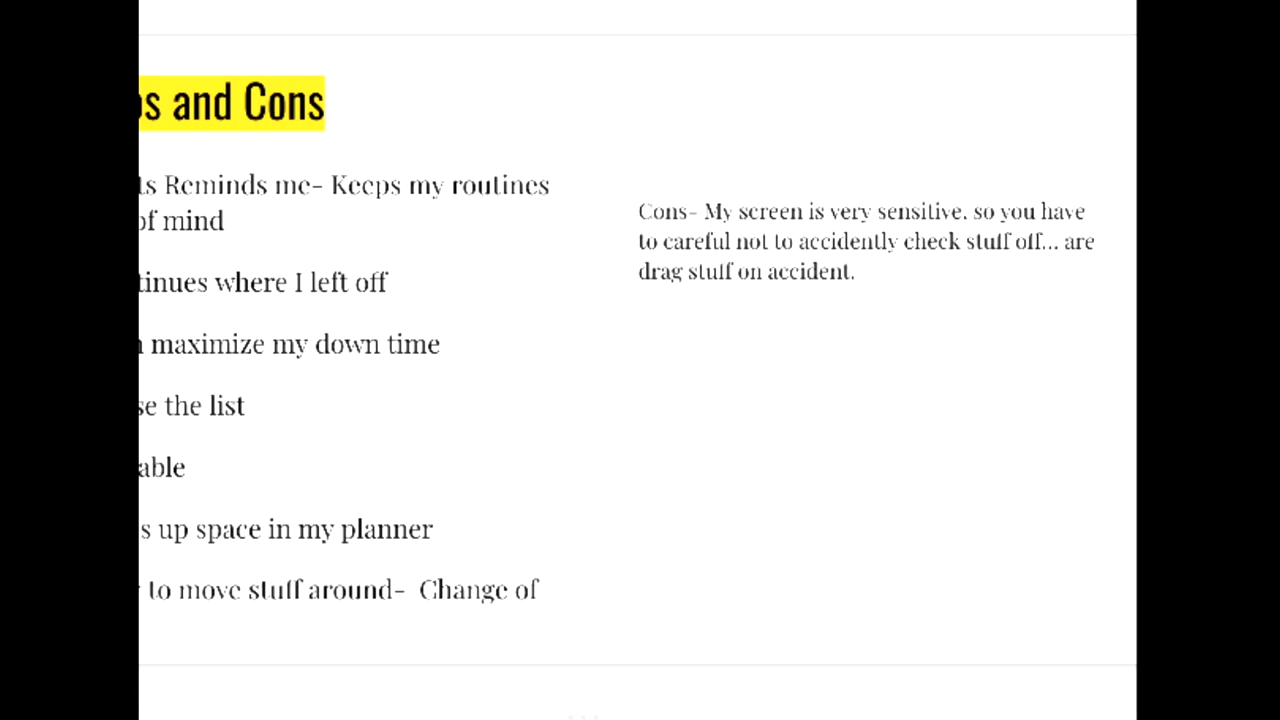 os and Cons
ts Reminds me- Keeps my routines
of mind
tinues where I left off
maximize my down time
se the list
able
s up space in my planner
to move stuff around- Change of
Cons- My screen is very sensitive, so you have
to careful not to accidently check stuff off... are
drag stuff on accident.